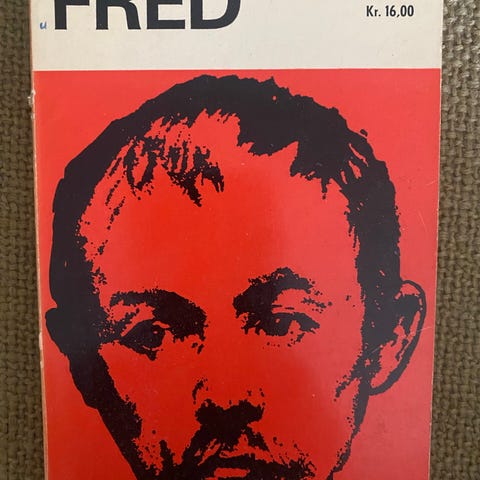 FRED
Kr. 16,00
u